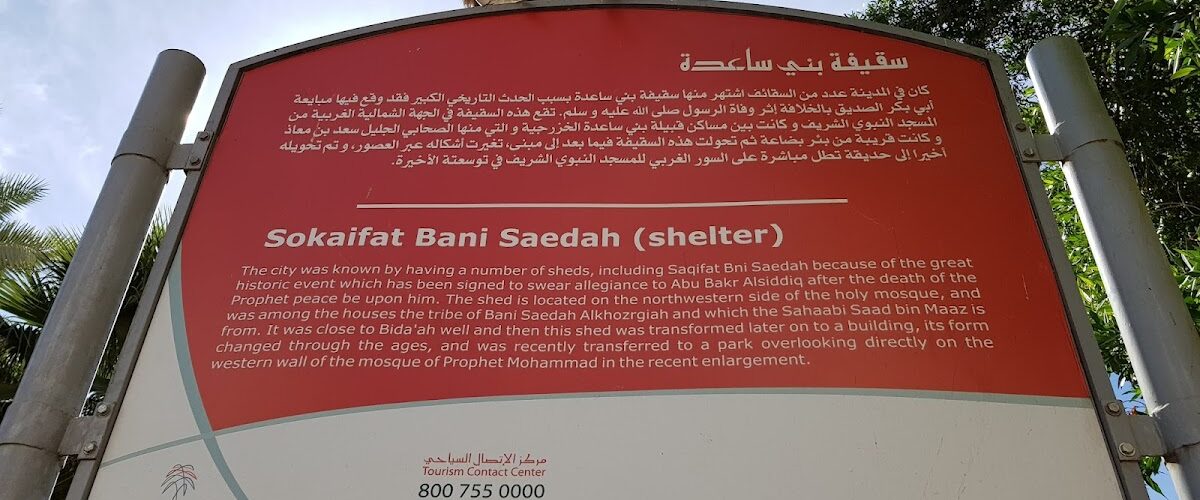 سقيفة بني ساعدة
كان في المدينة عدد من السقائف اشتهر منها سقيفة بني ساعدة بسبب الحدث التاريخي الكبير فقد وقع فيها مبايعة
أبي بكر الصديق بالخلافة إثر وفاة الرسول صلى الله عليه و سلم. تقع هذه السقيفة في الجهة الشمالية الغربية من
المسجد النبوي الشريف و كانت بين مساكن قبيلة بني ساعدة الخزرجية و التي منها الصحابي الجليل سعد بن معاذ
و كانت قريبة من بئر بضاعة ثم تحولت هذه السقيفة فيما بعد إلى مبنى، تغيرت أشكاله عبر العصور، و تم تحويله
أخيرا إلى حديقة تطل مباشرة على السور الغربي للمسجد النبوي الشريف في توسعتة الأخيرة.
Sokaifat Bani Saedah (shelter)
The city was known by having a number of sheds, including Saqifat Bni Saedah because of the great
historic event which has been signed to swear allegiance to Abu Bakr Alsiddiq after the death of the
Prophet peace be upon him. The shed is located on the northwestern side of the holy mosque, and
was among the houses the tribe of Bani Saedah Alkhozrgiah and which the Sahaabi Saad bin Maaz is
from. It was close to Bida'ah well and then this shed was transformed later on to a building, its form
changed through the ages, and was recently transferred to a park overlooking directly on the
western wall of the mosque of Prophet Mohammad in the recent enlargement.
مركز الإتصال السياحي
Tourism Contact Center
800 755 0000